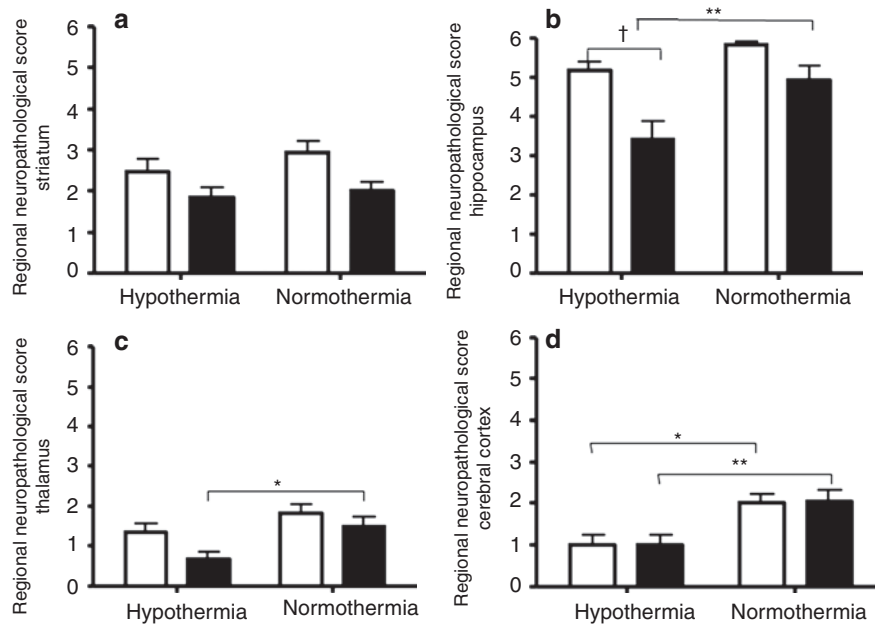 a
Regional neuropathological score
striatum
6
5
4
3
2
1
0
Hypothermia Normothermia
b
Regional neuropathological score
hippocampus
6
5
4
3
2
1
0
†
**
Hypothermia Normothermia
c
Regional neuropathological score
thalamus
6
5
4
3
2
1
0
*
Hypothermia Normothermia
d
Regional neuropathological score
cerebral cortex
6
5
4
3
2
1
0
*
**
Hypothermia Normothermia